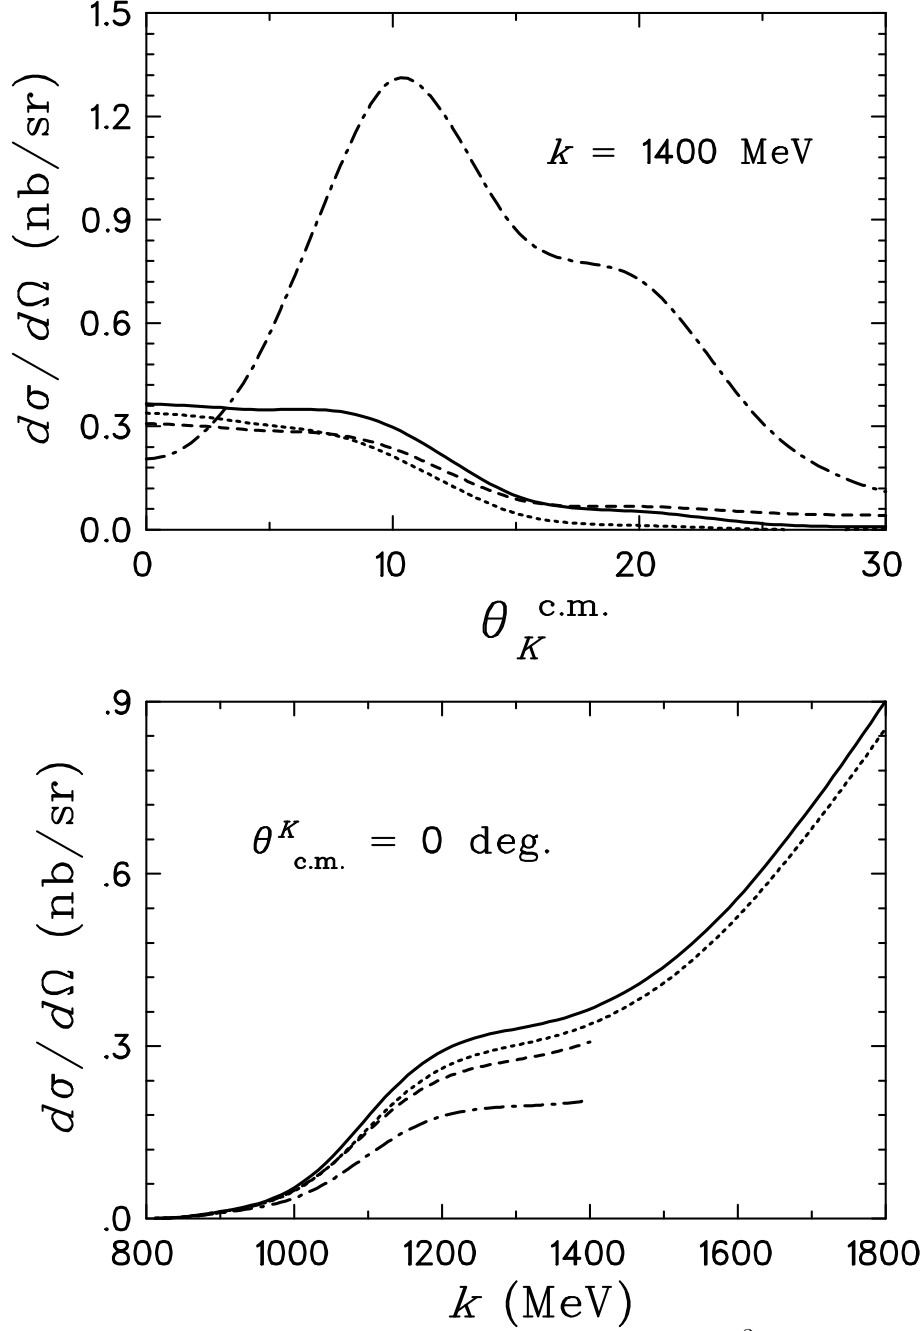 1.5
1.2
0.9
0.6
0.3
0.0
dσ/dΩ (nb/sr)
k = 1400 MeV
0 10 20 30
θ K c.m.
.9
.6
.3
.0
dσ/dΩ (nb/sr)
θ K c.m. = 0 deg.
800 1000 1200 1400 1600 1800
k (MeV)